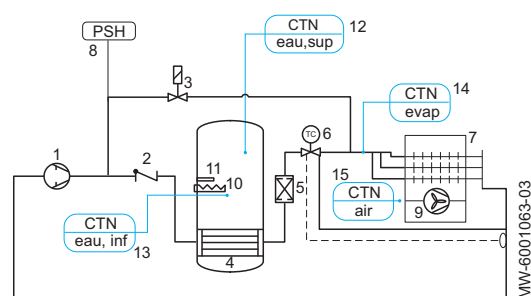 PSH
8
CTN
eau,sup
12
3
14
CTN
evap
TC
6
7
1
2
11
10
15
CTN
air
5
9
CTN
eau, inf
13
4
MW-6001063-03